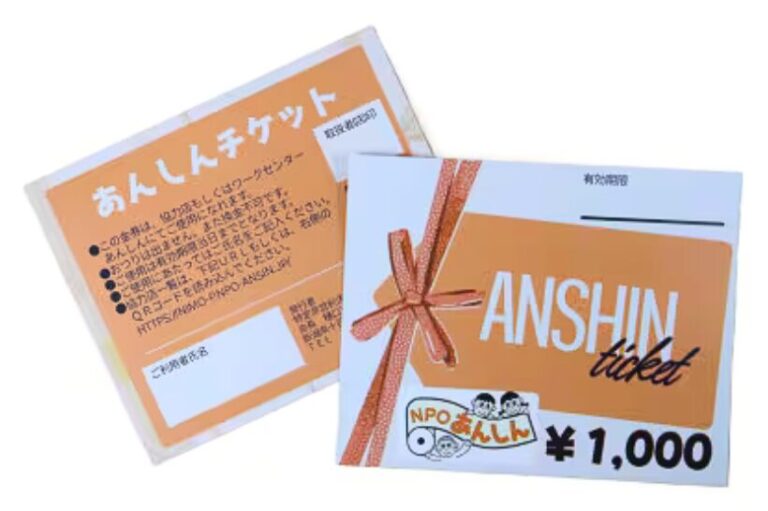 あんしんチケット
取扱者認印
●この金券は、協力店もしくはワークセンター
あんしんにてご使用になれます。
●おつりは出ません。また換金不可です。
●ご使用は有効期限当日までとなります。
●ご使用にあたってはご氏名をご記入ください。
●協力店一覧は、下記URLもしくは、右側の
QRコードを読み込んでください。
ご利用者氏名
発行者
有効期限
ANSHIN
ticket
NPO
あんしん
¥1,000